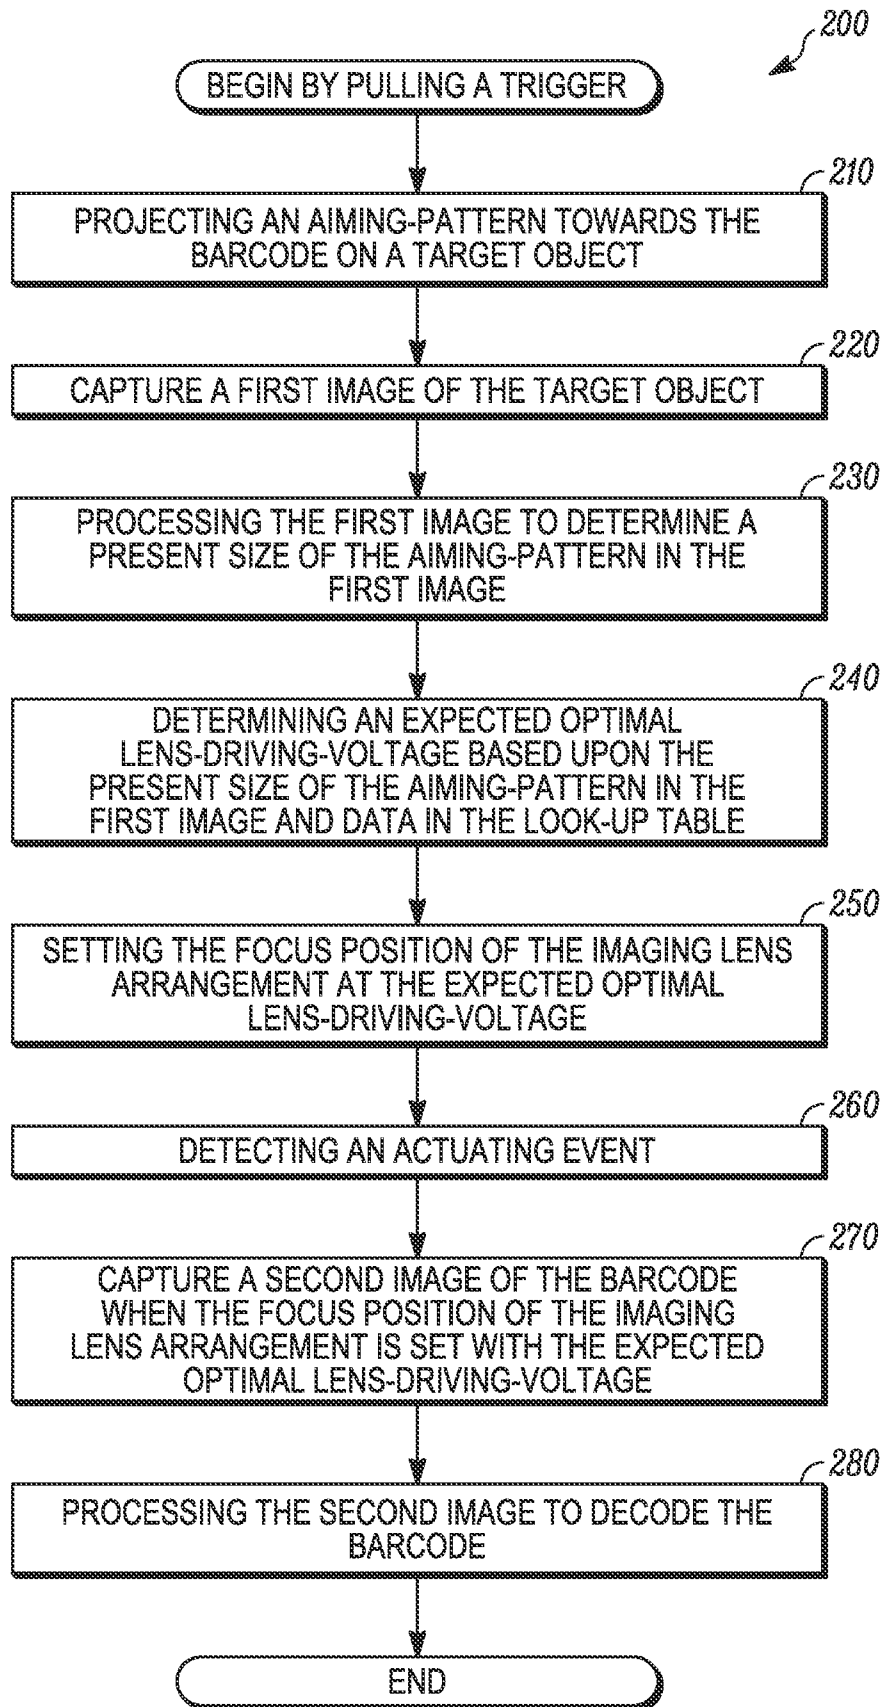 200
BEGIN BY PULLING A TRIGGER
210
PROJECTING AN AIMING-PATTERN TOWARDS THE
BARCODE ON A TARGET OBJECT
220
CAPTURE A FIRST IMAGE OF THE TARGET OBJECT
230
PROCESSING THE FIRST IMAGE TO DETERMINE A
PRESENT SIZE OF THE AIMING-PATTERN IN THE
FIRST IMAGE
240
DETERMINING AN EXPECTED OPTIMAL
LENS-DRIVING-VOLTAGE BASED UPON THE
PRESENT SIZE OF THE AIMING-PATTERN IN THE
FIRST IMAGE AND DATA IN THE LOOK-UP TABLE
250
SETTING THE FOCUS POSITION OF THE IMAGING LENS
ARRANGEMENT AT THE EXPECTED OPTIMAL
LENS-DRIVING-VOLTAGE
260
DETECTING AN ACTUATING EVENT
270
CAPTURE A SECOND IMAGE OF THE BARCODE
WHEN THE FOCUS POSITION OF THE IMAGING
LENS ARRANGEMENT IS SET WITH THE EXPECTED
OPTIMAL LENS-DRIVING-VOLTAGE
280
PROCESSING THE SECOND IMAGE TO DECODE THE
BARCODE
END